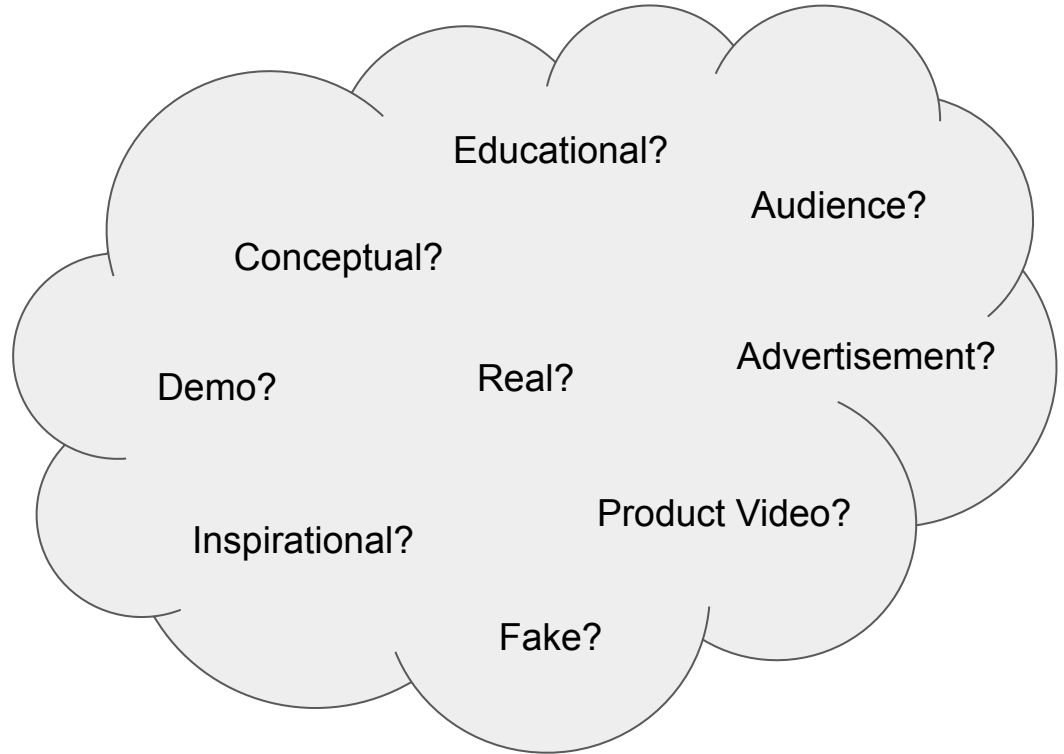 Educational?
Audience?
Conceptual?
Advertisement?
Real?
Demo?
Product Video?
Inspirational?
Fake?